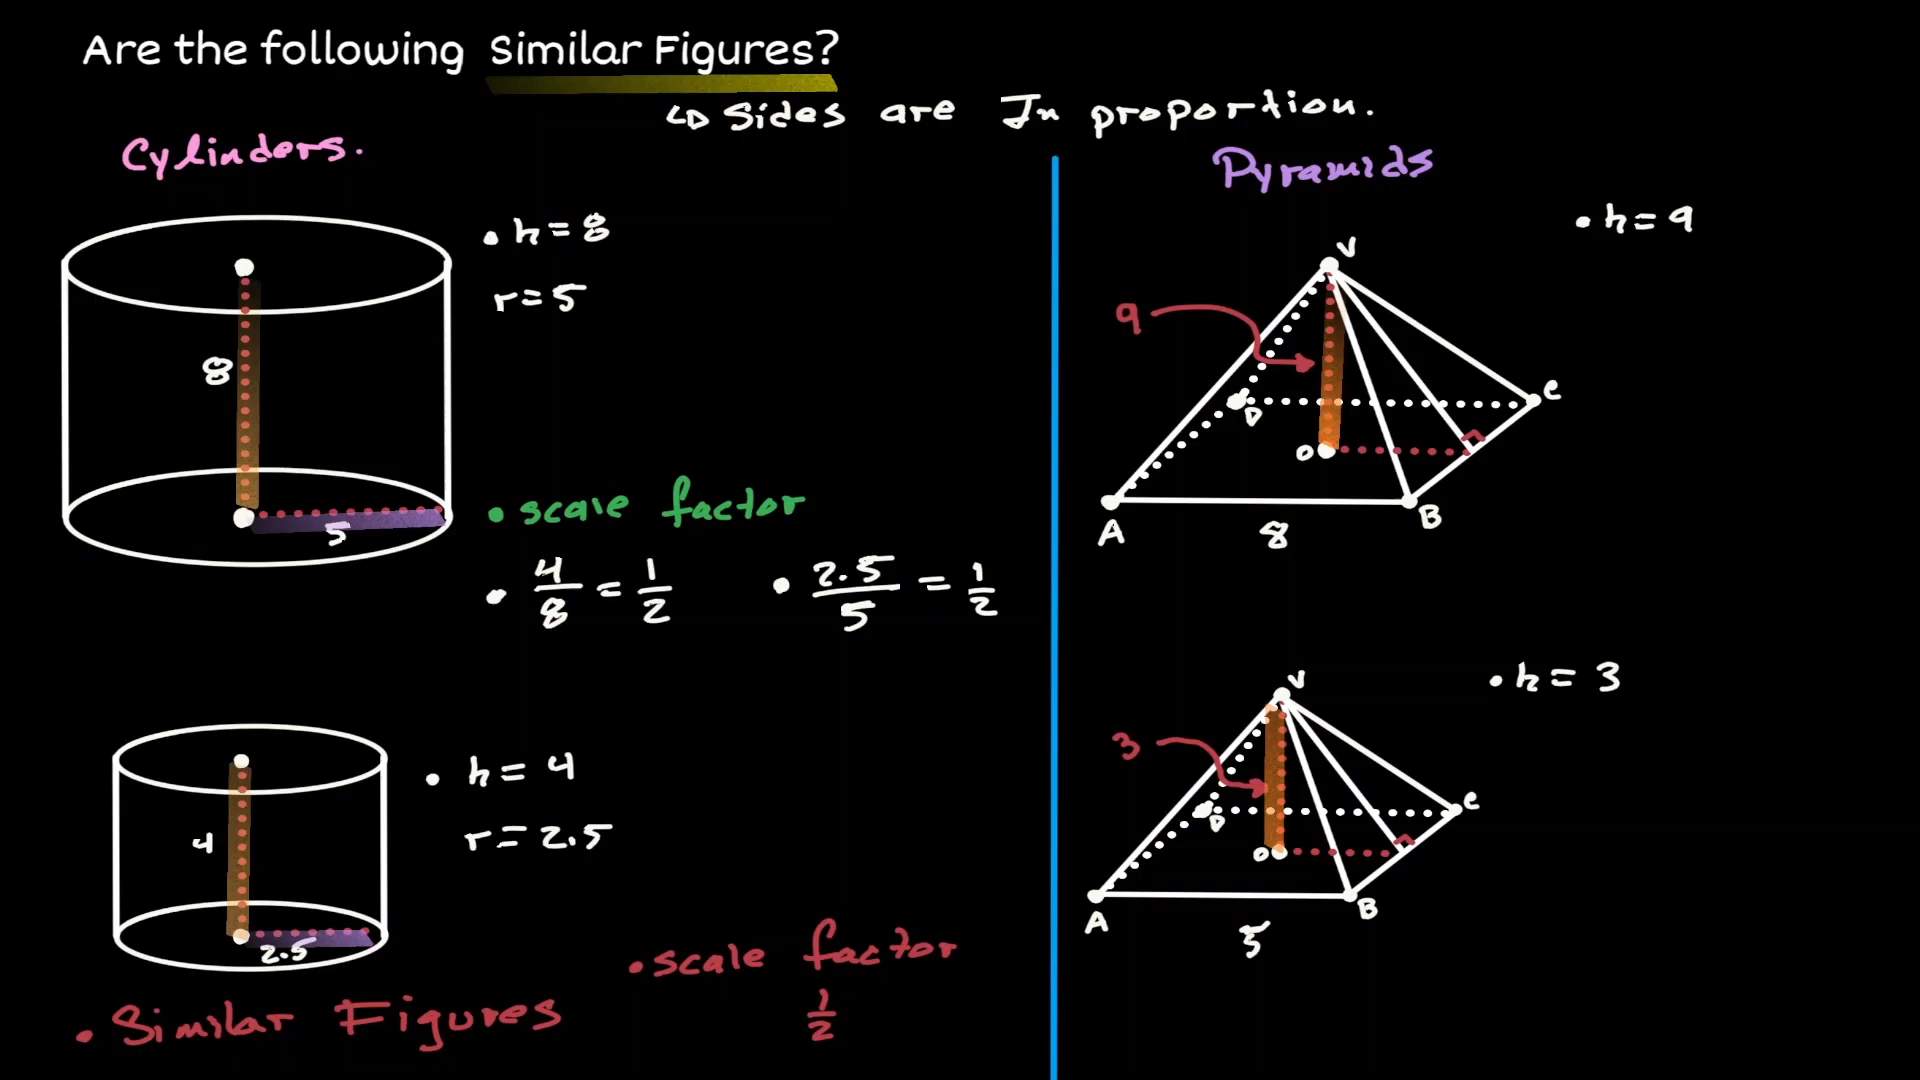 Are the following Similar Figures?
↳ Sides are In proportion.
Cylinders.
• h = 8
r = 5
8
5
• scale factor
• 4/8 = 1/2 • 2.5/5 = 1/2
• h = 4
r = 2.5
4
2.5
• Similar Figures
• scale factor
1/2
Pyramids
• h = 9
V
9
C
D
O
A
B
8
• h = 3
V
3
C
D
O
A
B
5